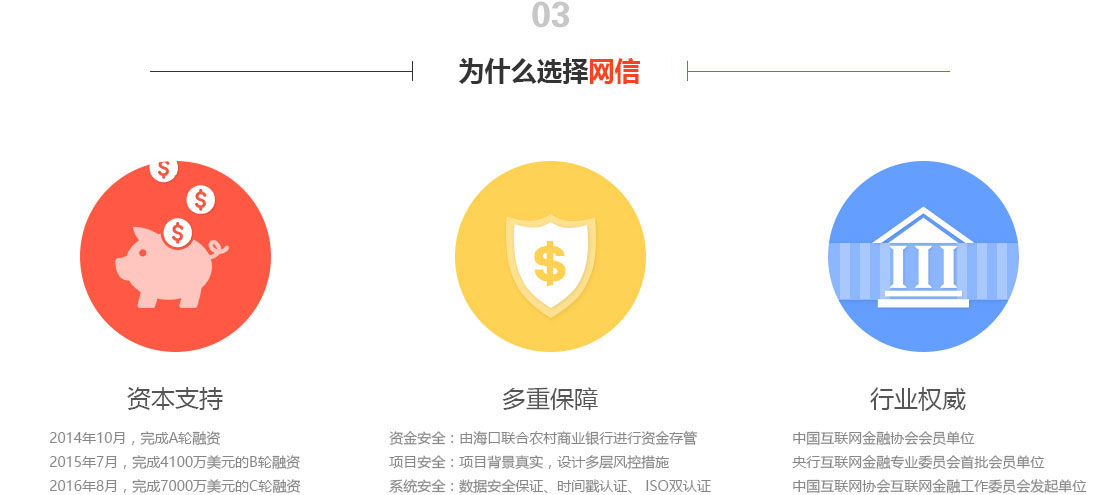 03
为什么选择网信
$
$
$
$
资本支持
2014年10月，完成A轮融资
2015年7月，完成4100万美元的B轮融资
2016年8月，完成7000万美元的C轮融资
多重保障
资金安全：由海口联合农村商业银行进行资金存管
项目安全：项目背景真实，设计多层风控措施
系统安全：数据安全保证、时间戳认证、 ISO双认证
行业权威
中国互联网金融协会会员单位
央行互联网金融专业委员会首批会员单位
中国互联网协会互联网金融工作委员会发起单位